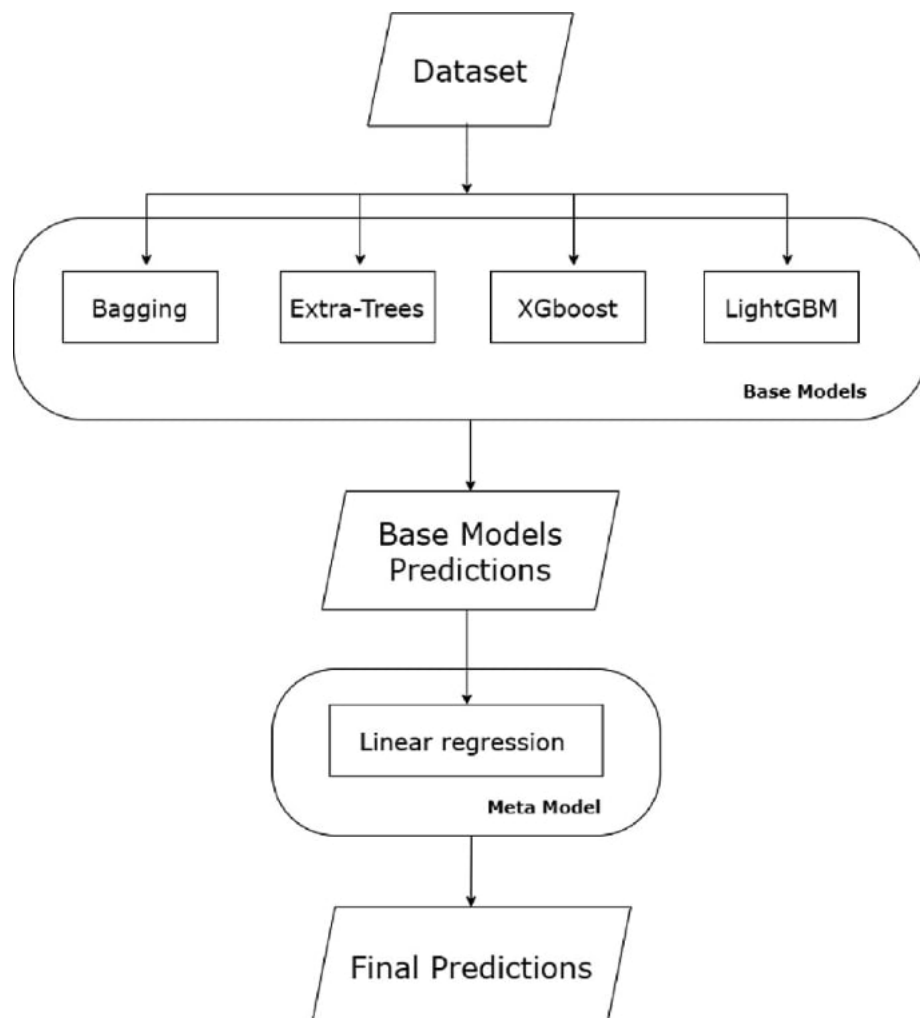 Dataset
Bagging
Extra-Trees
XGboost
LightGBM
Base Models
Base Models
Predictions
Linear regression
Meta Model
Final Predictions